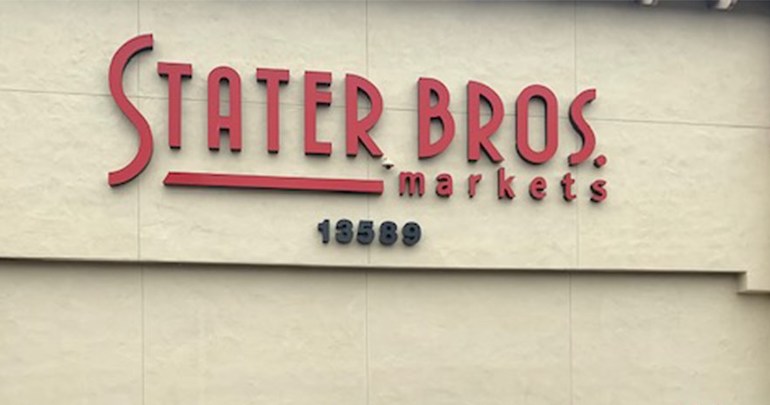 STATER BROS.
markets
13589